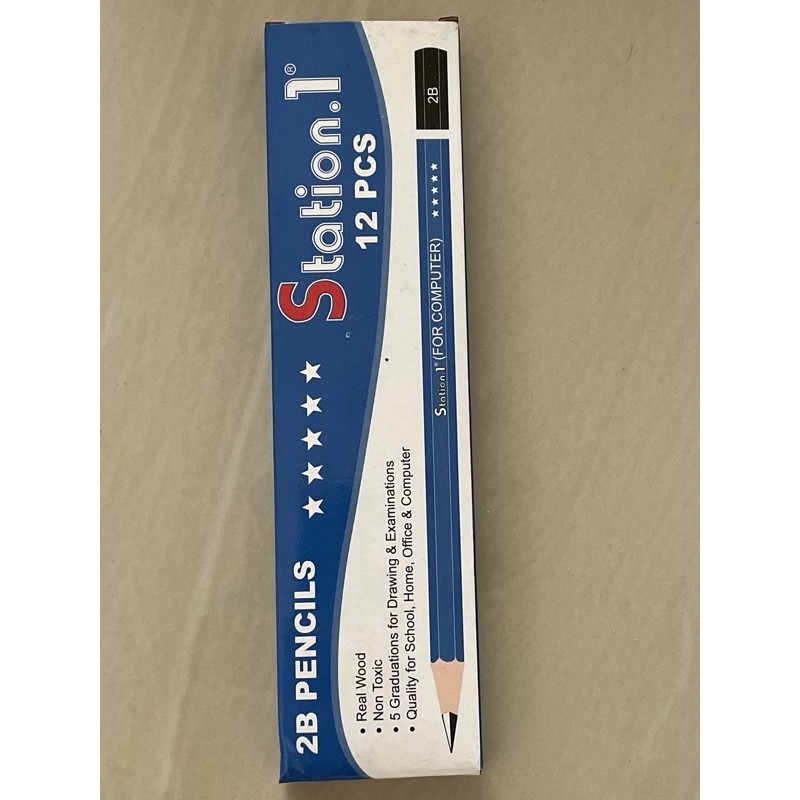 2B PENCILS
★★★★★
Station.1®
12 PCS
• Real Wood
• Non Toxic
• 5 Graduations for Drawing & Examinations
• Quality for School, Home, Office & Computer
Station.1® (FOR COMPUTER) ★★★★★
2B